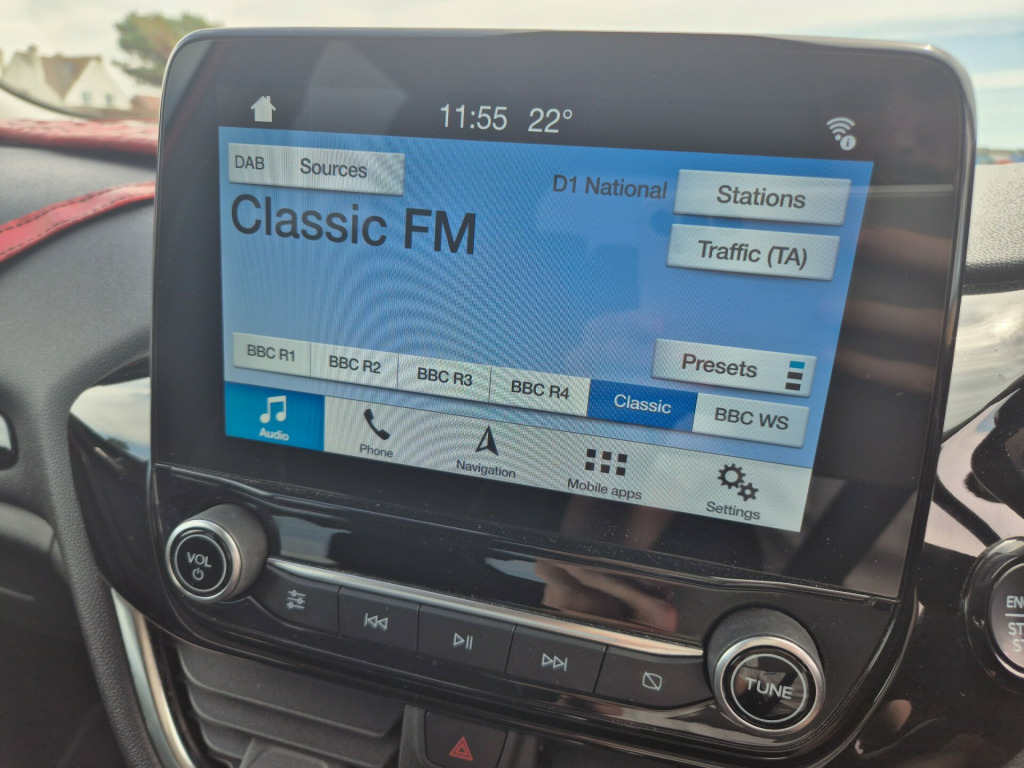 11:55 22°
DAB Sources
D1 National
Stations
Classic FM
Traffic (TA)
Presets
BBC R1
BBC R2
BBC R3
BBC R4
Classic
BBC WS
Audio
Phone
Navigation
Mobile apps
Settings
VOL
TUNE